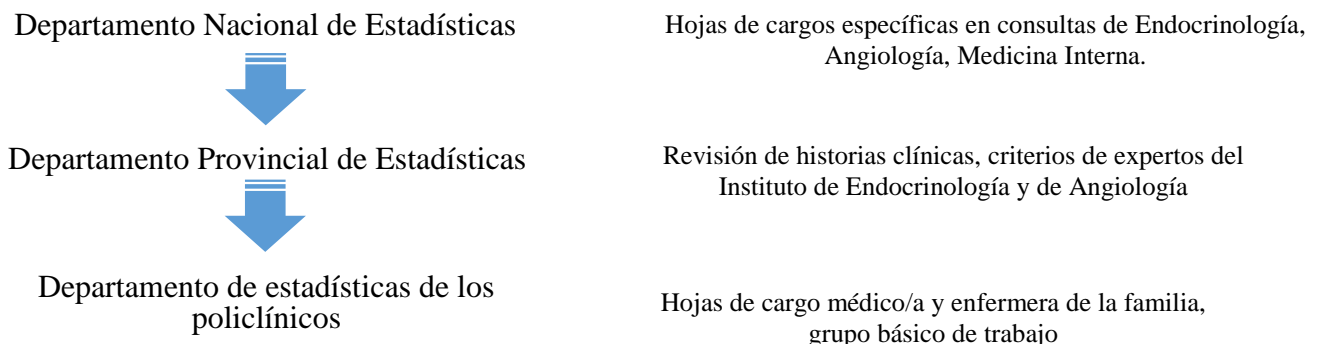 Departamento Nacional de Estadísticas
Hojas de cargos específicas en consultas de Endocrinología,
Angiología, Medicina Interna.
Departamento Provincial de Estadísticas
Revisión de historias clínicas, criterios de expertos del
Instituto de Endocrinología y de Angiología
Departamento de estadísticas de los
policlínicos
Hojas de cargo médico/a y enfermera de la familia,
grupo básico de trabajo